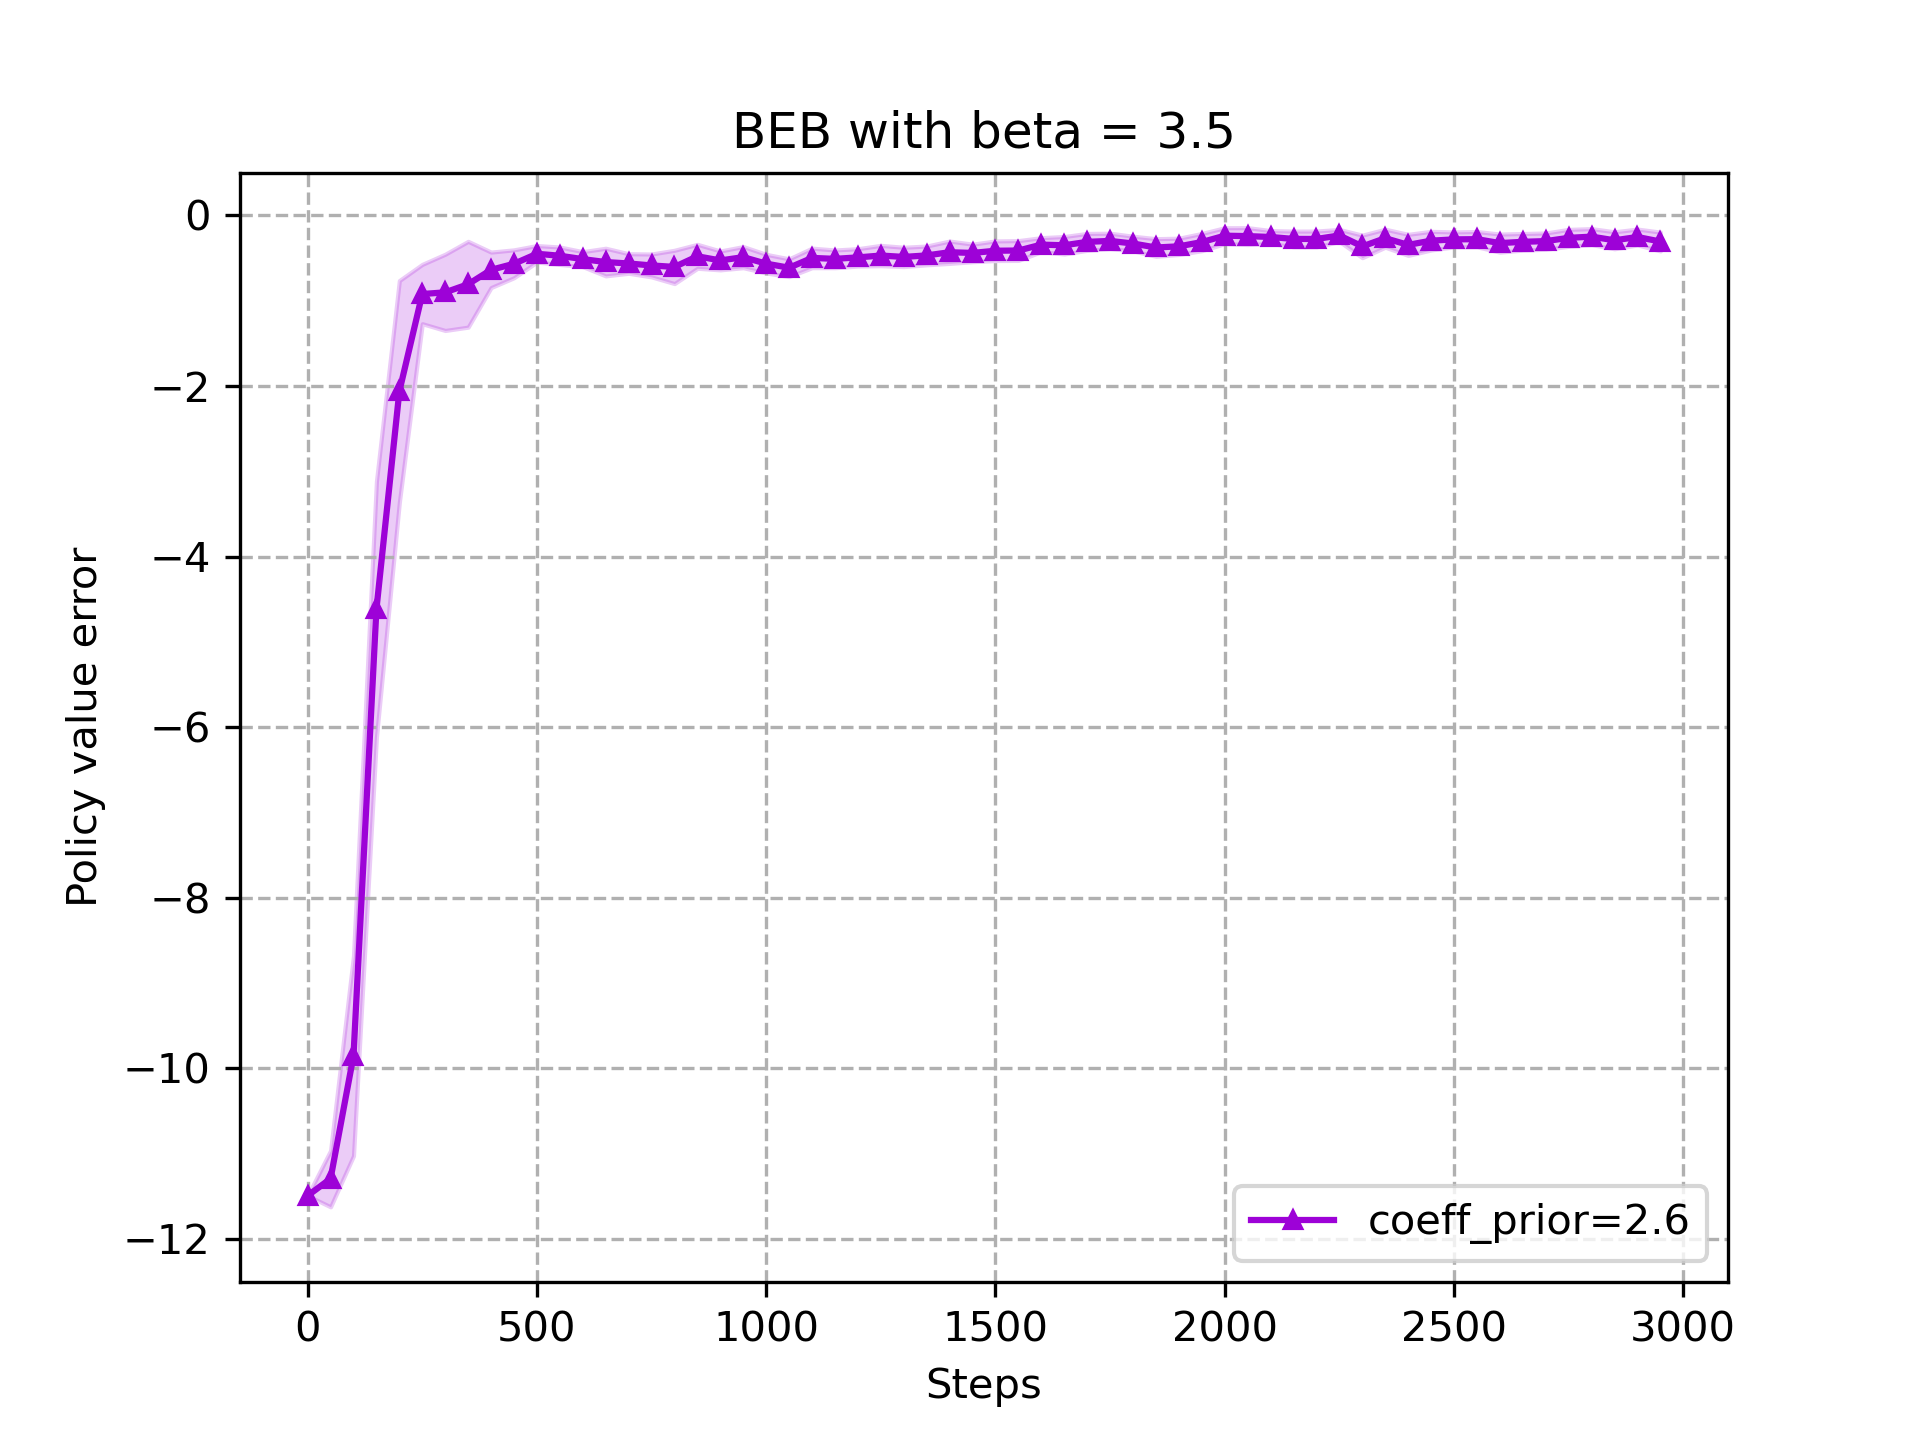 BEB with beta = 3.5
Policy value error
0
−2
−4
−6
−8
−10
−12
coeff_prior=2.6
0 500 1000 1500 2000 2500 3000
Steps